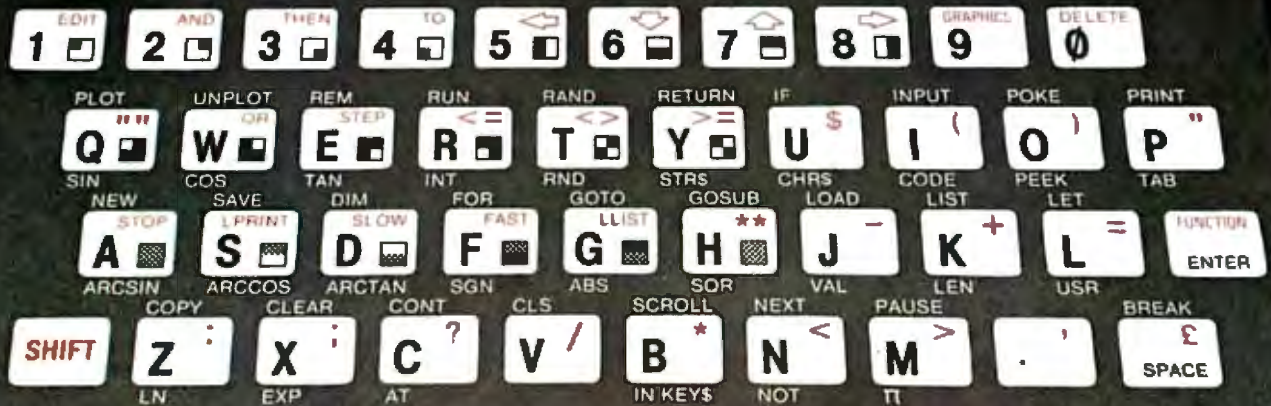 EDIT AND THEN TO GRAPHICS DELETE
1 2 3 4 5 6 7 8 9 0
PLOT UNPLOT REM RUN RAND RETURN IF INPUT POKE PRINT
"" OR STEP <= <> >= $ ( ) "
Q W E R T Y U I O P
SIN COS TAN INT RND STR$ CHR$ CODE PEEK TAB
NEW SAVE DIM FOR GOTO GOSUB LOAD LIST LET FUNCTION
STOP LPRINT SLOW FAST LLIST ** - + =
A S D F G H J K L ENTER
ARCSIN ARCCOS ARCTAN SGN ABS SQR VAL LEN USR
COPY CLEAR CONT CLS SCROLL NEXT PAUSE BREAK
: ; ? / * < > , £
SHIFT Z X C V B N M . SPACE
LN EXP AT IN KEY$ NOT π